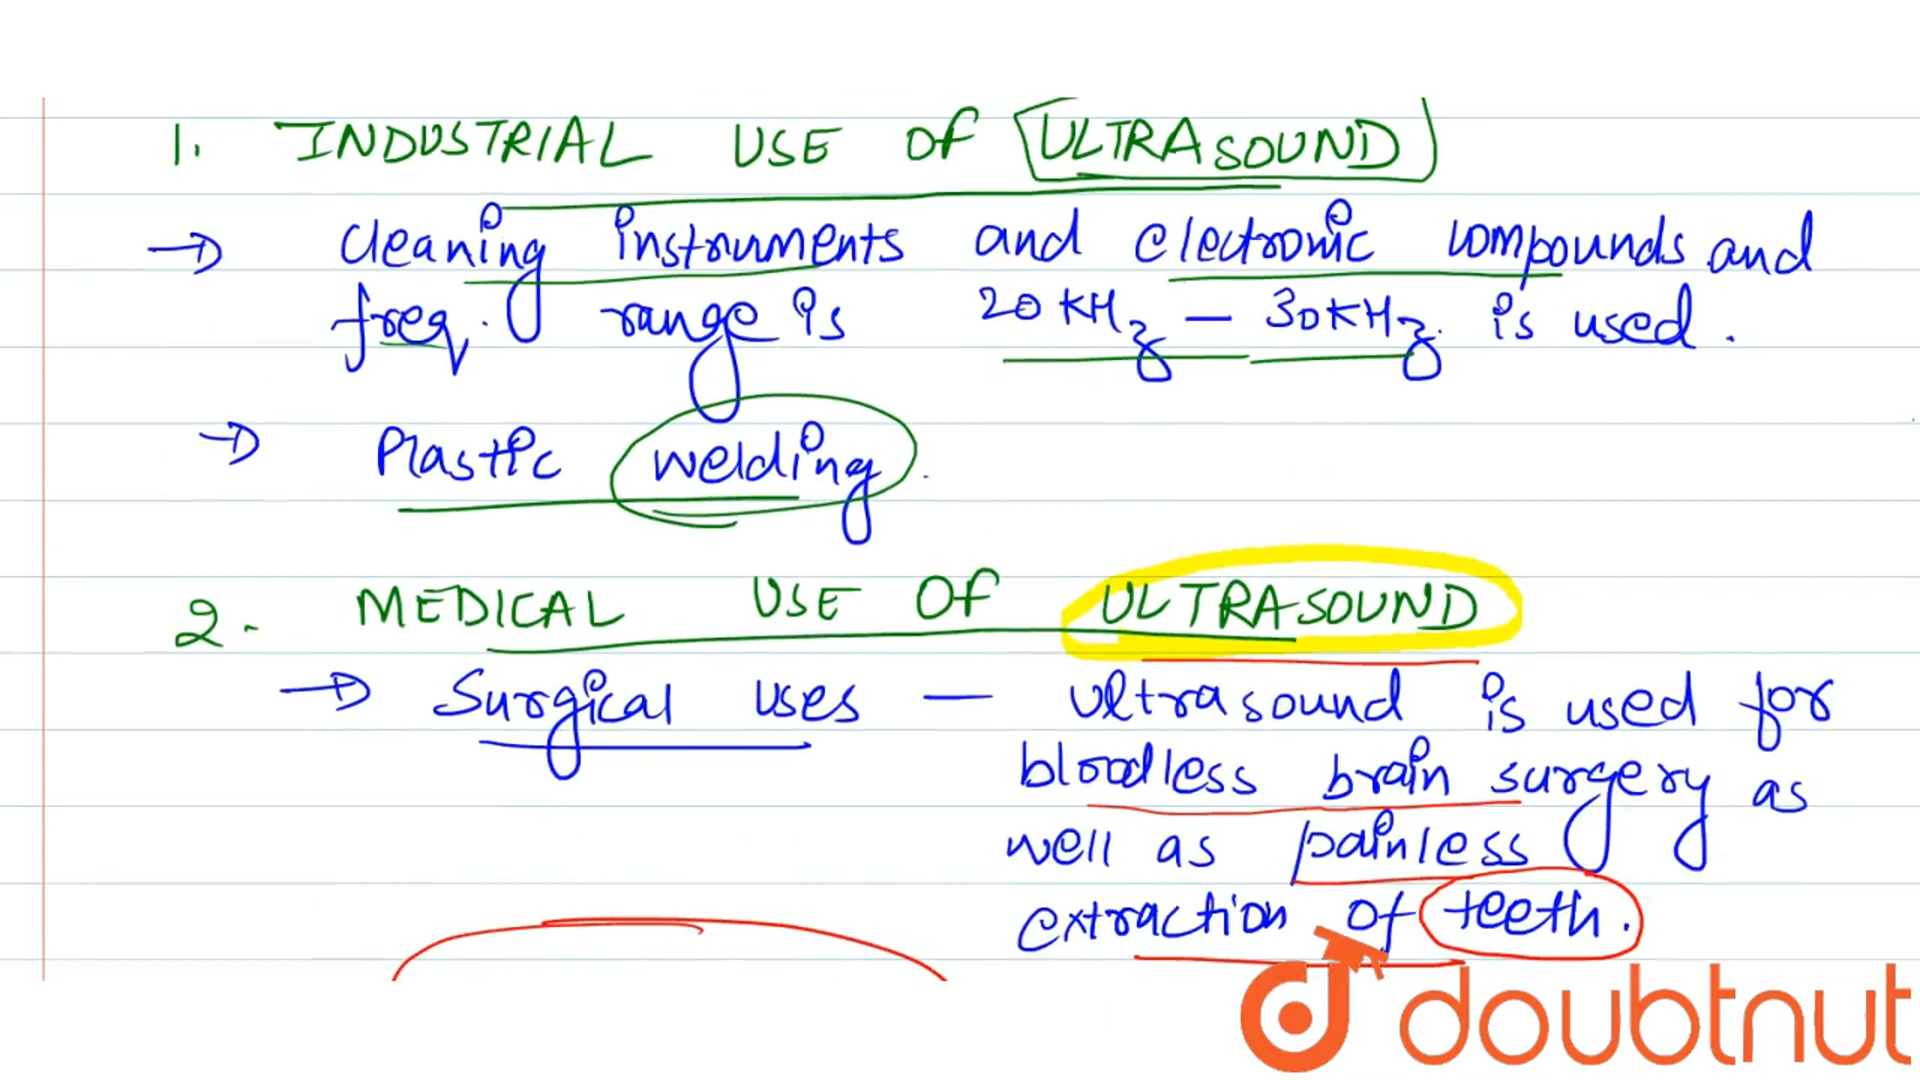 1. INDUSTRIAL USE Of ULTRASOUND
→ Cleaning instruments and electronic compounds and
freq. range is 20 KHz - 30KHz is used.
→ Plastic welding.
2. MEDICAL USE Of ULTRASOUND
→ Surgical uses — ultrasound is used for
bloodless brain surgery as
well as painless
extraction of teeth.
doubtnut